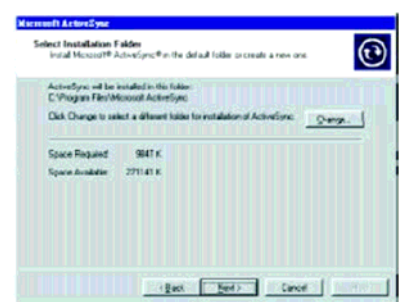 Microsoft ActiveSync
Select Installation Folder
Install Microsoft® ActiveSync® in the default folder or create a new one.
ActiveSync will be installed in this folder:
C:\Program Files\Microsoft ActiveSync
Click Change to select a different folder for installation of ActiveSync.
Change...
Space Required: 9847 K
Space Available: 271141 K
< Back
Next >
Cancel